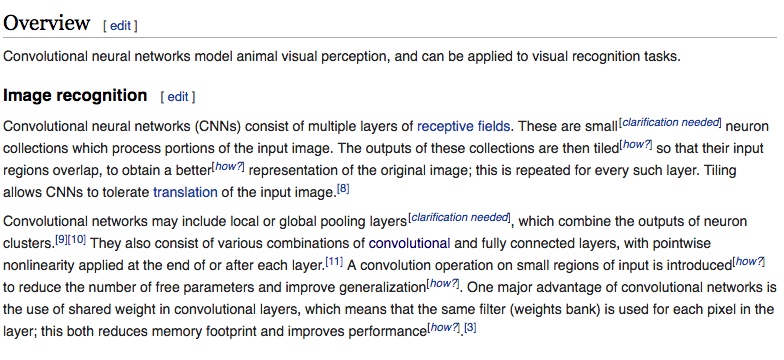 Overview [ edit ]
Convolutional neural networks model animal visual perception, and can be applied to visual recognition tasks.
Image recognition [ edit ]
Convolutional neural networks (CNNs) consist of multiple layers of receptive fields. These are small[clarification needed] neuron
collections which process portions of the input image. The outputs of these collections are then tiled[how?] so that their input
regions overlap, to obtain a better[how?] representation of the original image; this is repeated for every such layer. Tiling
allows CNNs to tolerate translation of the input image.[8]
Convolutional networks may include local or global pooling layers[clarification needed], which combine the outputs of neuron
clusters.[9][10] They also consist of various combinations of convolutional and fully connected layers, with pointwise
nonlinearity applied at the end of or after each layer.[11] A convolution operation on small regions of input is introduced[how?]
to reduce the number of free parameters and improve generalization[how?]. One major advantage of convolutional networks is
the use of shared weight in convolutional layers, which means that the same filter (weights bank) is used for each pixel in the
layer; this both reduces memory footprint and improves performance[how?].[3]